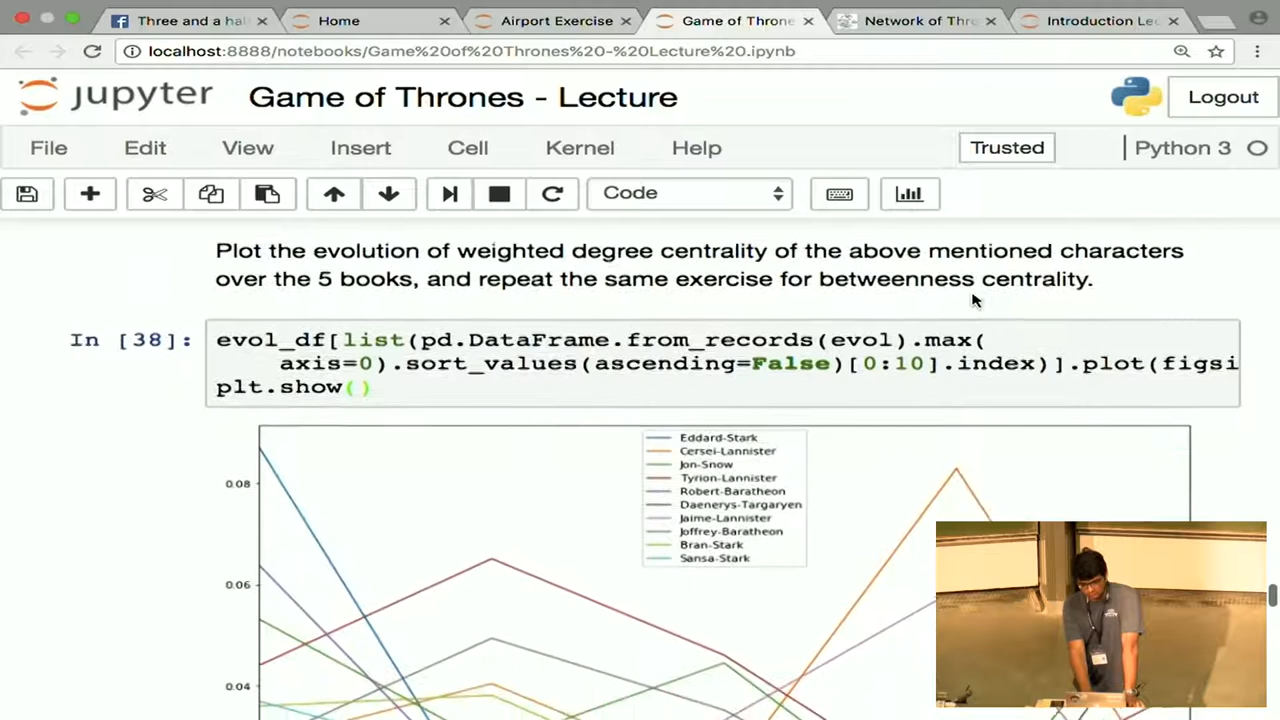 Three and a ha
Home
Airport Exercise
Game of Throne
Network of Thr
Introduction Le
localhost:8888/notebooks/Game%20of%20Thrones%20-%20Lecture%20.ipynb
jupyter
Game of Thrones - Lecture
Logout
File
Edit
View
Insert
Cell
Kernel
Help
Trusted
Python 3
Code
Plot the evolution of weighted degree centrality of the above mentioned characters
over the 5 books, and repeat the same exercise for betweenness centrality.
In [38]:
evol_df[list(pd.DataFrame.from_records(evol).max(
axis=0).sort_values(ascending=False)[0:10].index)].plot(figsi
plt.show()
Eddard-Stark
Cersei-Lannister
Jon-Snow
Tyrion-Lannister
Robert-Baratheon
Daenerys-Targaryen
Jaime-Lannister
Joffrey-Baratheon
Bran-Stark
Sansa-Stark
0.08
0.06
0.04